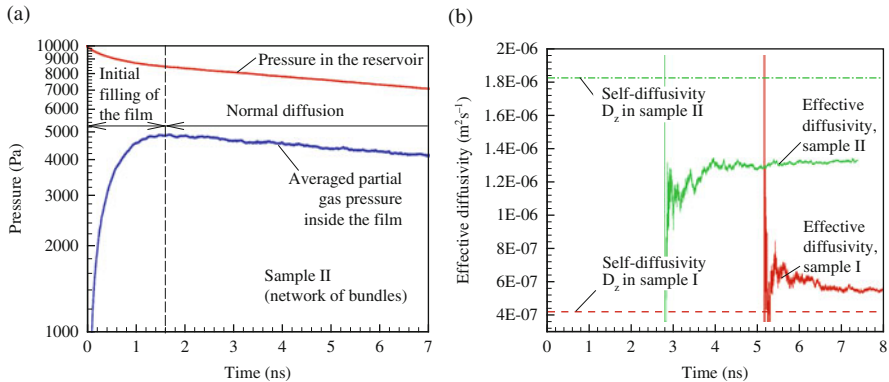 (a)
10000
9000
8000
7000
6000
5000
4000
3000
2000
1000
Pressure (Pa)
Pressure in the reservoir
Initial
filling of
the film
Normal diffusion
Averaged partial
gas pressure
inside the film
Sample II
(network of bundles)
0
1
2
3
4
5
6
7
Time (ns)
(b)
2E-06
1.8E-06
1.6E-06
1.4E-06
1.2E-06
1E-06
8E-07
6E-07
4E-07
Effective diffusivity (m²s⁻¹)
Self-diffusivity
D_z in sample II
Effective
diffusivity,
sample II
Self-diffusivity
D_z in sample I
Effective
diffusivity,
sample I
0
1
2
3
4
5
6
7
8
Time (ns)